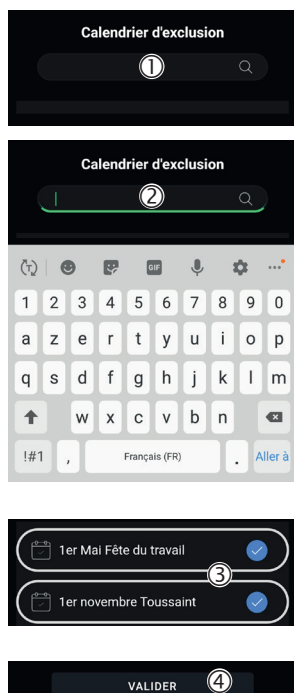 Calendrier d'exclusion
①
Calendrier d'exclusion
②
GIF
1 2 3 4 5 6 7 8 9 0
a z e r t y u i o p
q s d f g h j k l m
w x c v b n
!#1 , Français (FR) . Aller à
1er Mai Fête du travail
③
1er novembre Toussaint
VALIDER ④